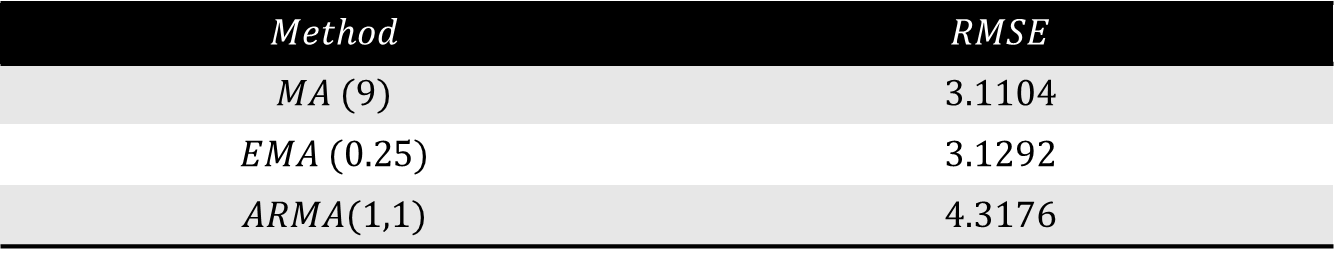 Method RMSE
MA (9) 3.1104
EMA (0.25) 3.1292
ARMA(1,1) 4.3176